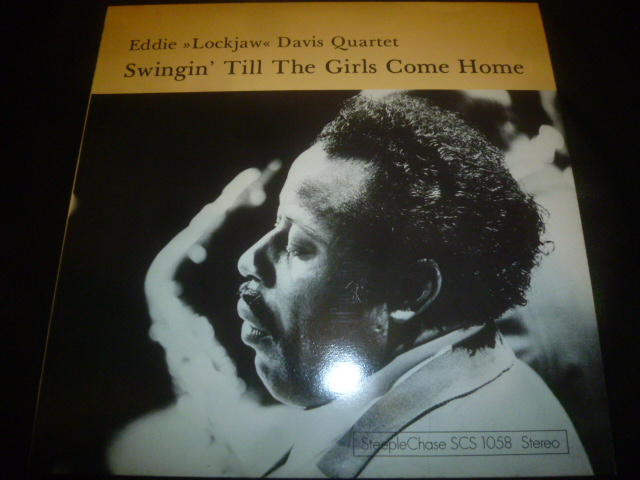 Eddie »Lockjaw« Davis Quartet
Swingin' Till The Girls Come Home
SteepleChase SCS 1058 Stereo